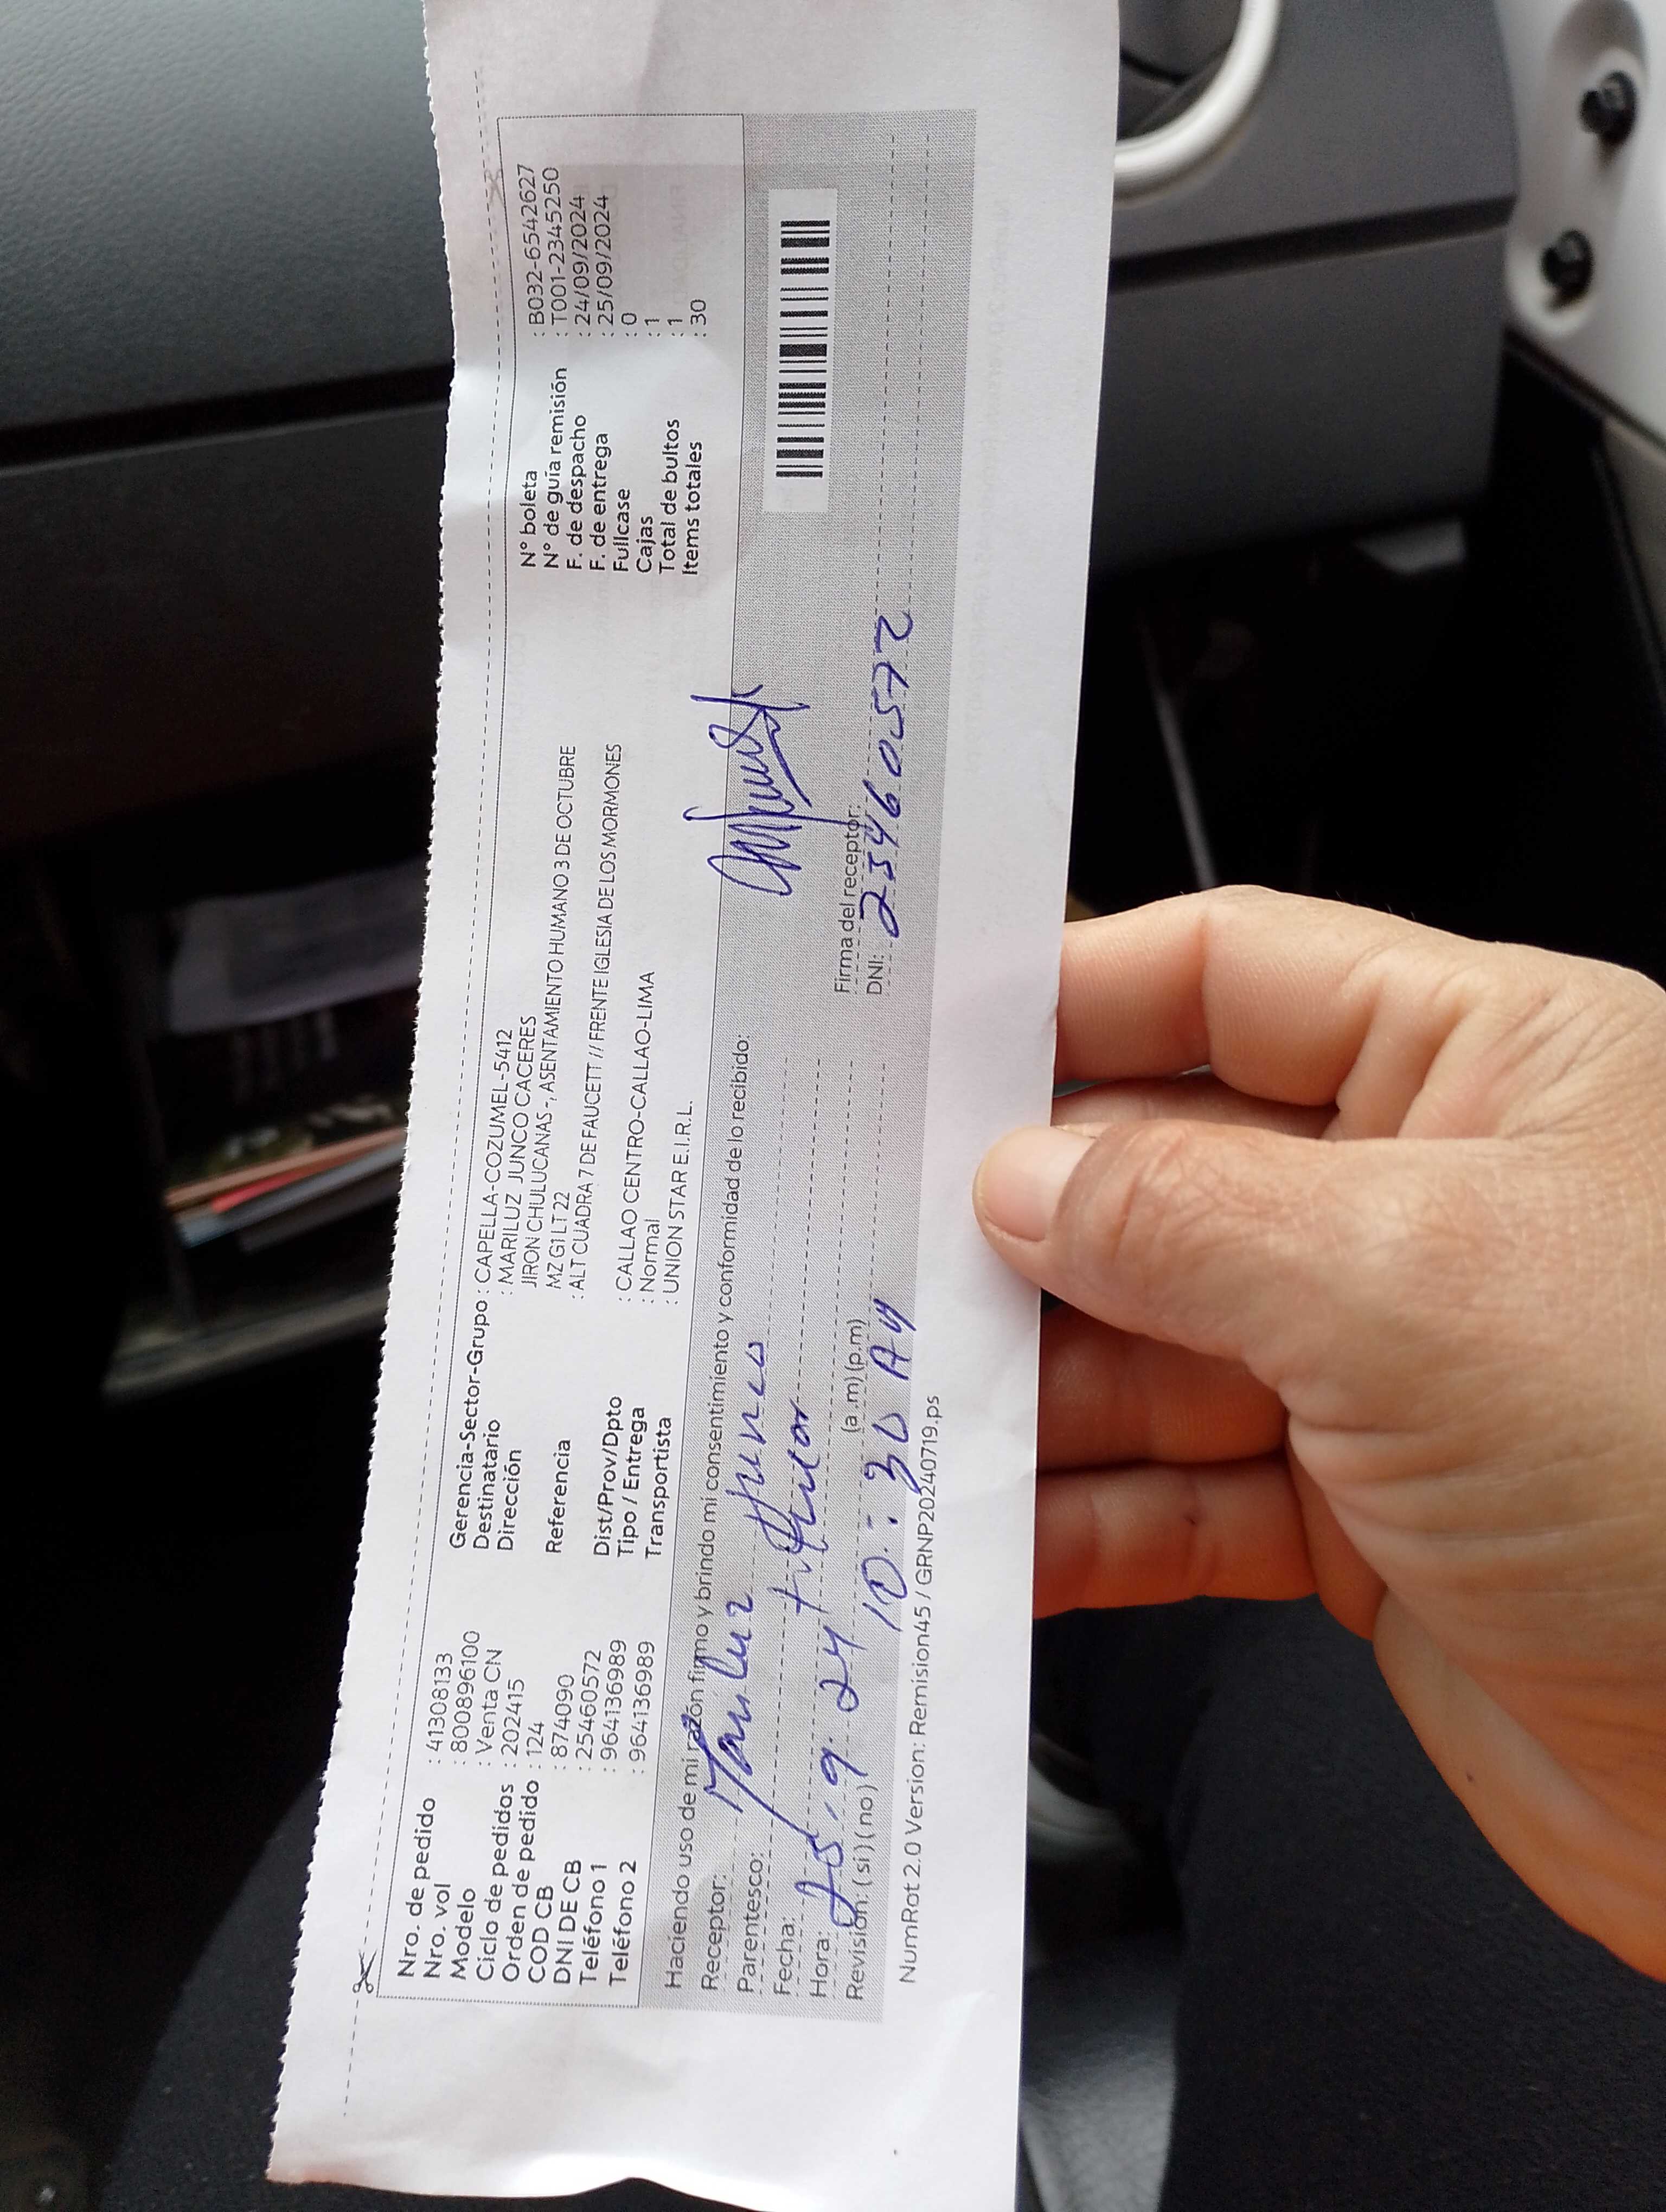 Nro. de pedido : 41308133
Nro. vol : 800896100
Modelo : Venta CN
Ciclo de pedidos : 202415
Orden de pedido : 124
COD CB : 874090
DNI DE CB : 25460572
Teléfono 1 : 964136989
Teléfono 2 : 964136989
Gerencia-Sector-Grupo : CAPELLA-COZUMEL-5412
Destinatario : MARILUZ JUNCO CACERES
Dirección JIRON CHULUCANAS -, ASENTAMIENTO HUMANO 3 DE OCTUBRE
MZ G1 LT 22
Referencia : ALT CUADRA 7 DE FAUCETT // FRENTE IGLESIA DE LOS MORMONES
Dist/Prov/Dpto : CALLAO CENTRO-CALLAO-LIMA
Tipo / Entrega : Normal
Transportista : UNION STAR E.I.R.L.
N° boleta : B032-6542627
N° de guía remisión : T001-2345250
F. de despacho : 24/09/2024
F. de entrega : 25/09/2024
Fullcase : 0
Cajas : 1
Total de bultos : 1
Items totales : 30
Haciendo uso de mi razón firmo y brindo mi consentimiento y conformidad de lo recibido:
Receptor: Mariluz Junco
Parentesco:
Fecha: 25.9.24
Hora: 10:30 AM
(a.m)(p.m)
Revisión: (si)(no)
Firma del receptor:
DNI: 25460572
NumRot 2.0 Version: Remision45 / GRNP20240719.ps